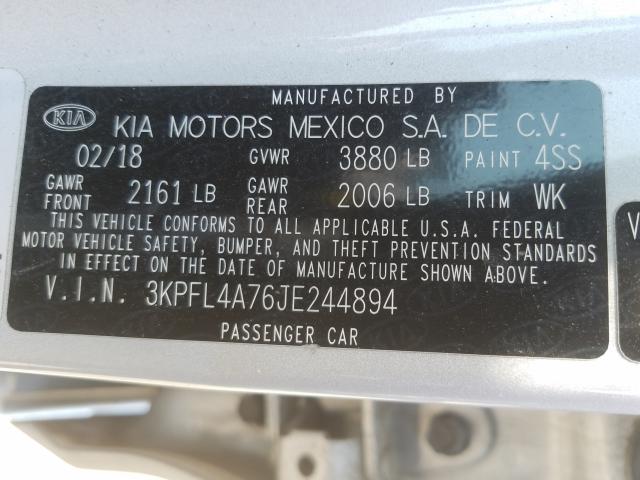 MANUFACTURED BY
KIA KIA MOTORS MEXICO S.A. DE C.V.
02/18 GVWR 3880 LB PAINT 4SS
GAWR FRONT 2161 LB GAWR REAR 2006 LB TRIM WK
THIS VEHICLE CONFORMS TO ALL APPLICABLE U.S.A. FEDERAL
MOTOR VEHICLE SAFETY, BUMPER, AND THEFT PREVENTION STANDARDS
IN EFFECT ON THE DATE OF MANUFACTURE SHOWN ABOVE.
V.I.N. 3KPFL4A76JE244894
PASSENGER CAR